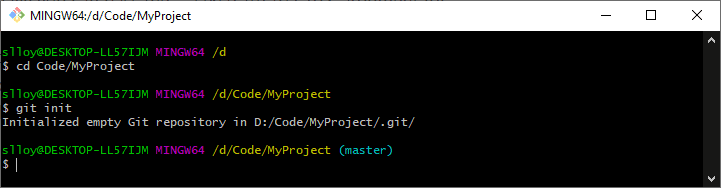 MINGW64:/d/Code/MyProject
slloy@DESKTOP-LL57IJM MINGW64 /d
$ cd Code/MyProject
slloy@DESKTOP-LL57IJM MINGW64 /d/Code/MyProject
$ git init
Initialized empty Git repository in D:/Code/MyProject/.git/
slloy@DESKTOP-LL57IJM MINGW64 /d/Code/MyProject (master)
$